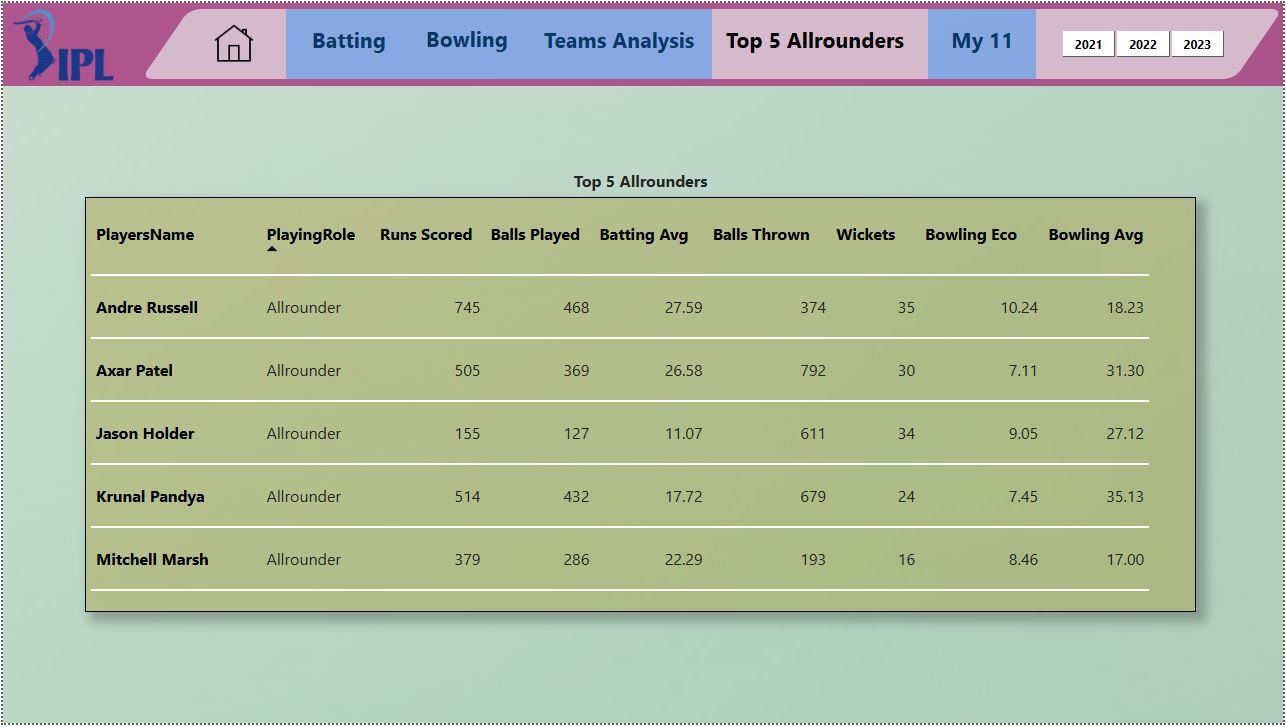 IPL Batting Bowling Teams Analysis Top 5 Allrounders My 11 2021 2022 2023
Top 5 Allrounders
PlayersName PlayingRole Runs Scored Balls Played Batting Avg Balls Thrown Wickets Bowling Eco Bowling Avg
Andre Russell Allrounder 745 468 27.59 374 35 10.24 18.23
Axar Patel Allrounder 505 369 26.58 792 30 7.11 31.30
Jason Holder Allrounder 155 127 11.07 611 34 9.05 27.12
Krunal Pandya Allrounder 514 432 17.72 679 24 7.45 35.13
Mitchell Marsh Allrounder 379 286 22.29 193 16 8.46 17.00